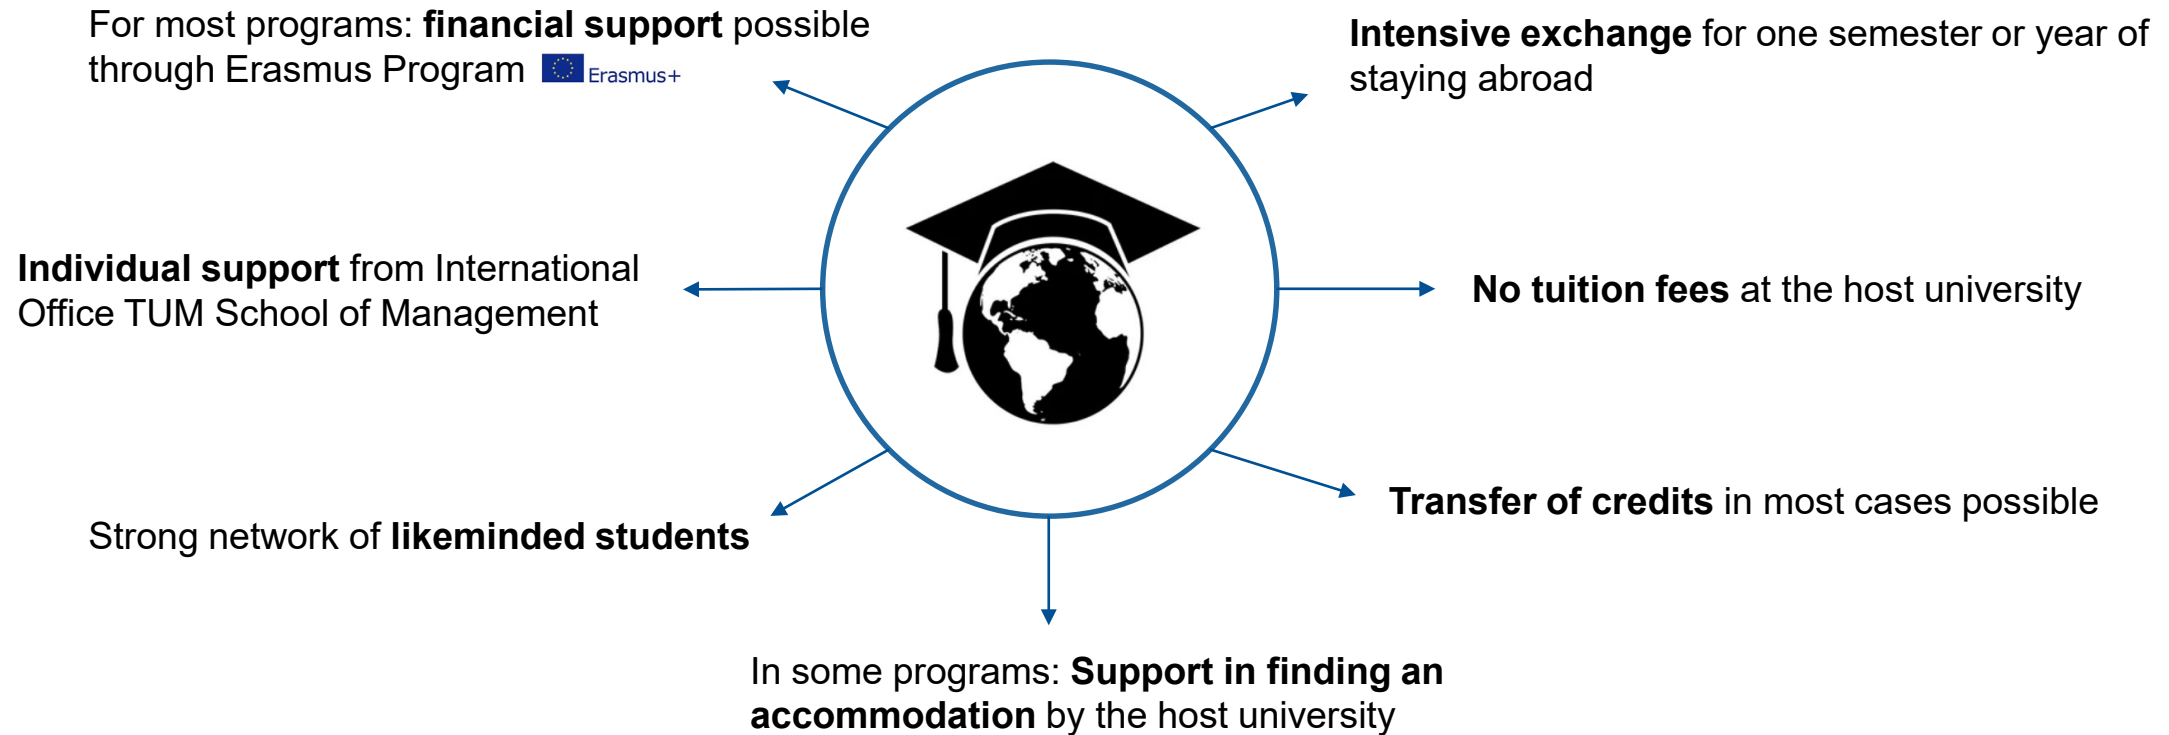 For most programs: financial support possible
through Erasmus Program Erasmus+
Intensive exchange for one semester or year of
staying abroad
Individual support from International
Office TUM School of Management
No tuition fees at the host university
Strong network of likeminded students
Transfer of credits in most cases possible
In some programs: Support in finding an
accommodation by the host university